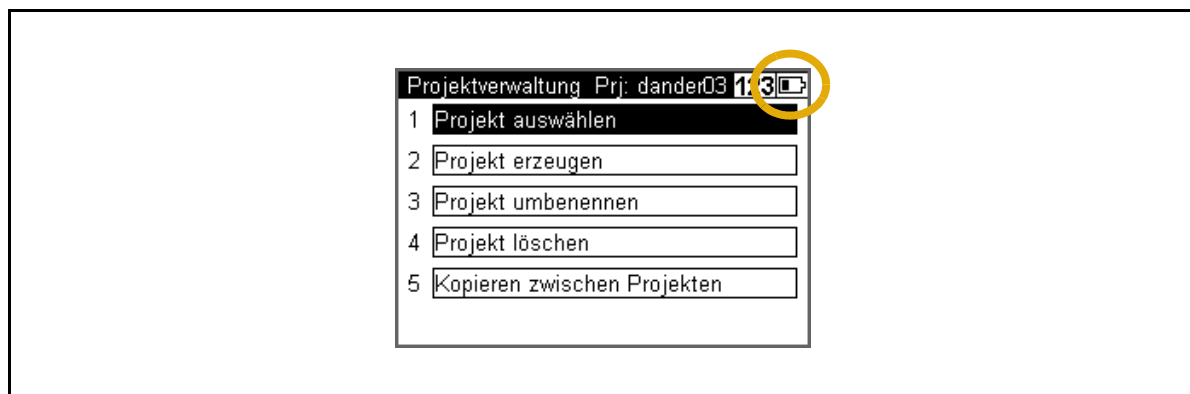 Projektverwaltung Prj: dander03 123
1 Projekt auswählen
2 Projekt erzeugen
3 Projekt umbenennen
4 Projekt löschen
5 Kopieren zwischen Projekten